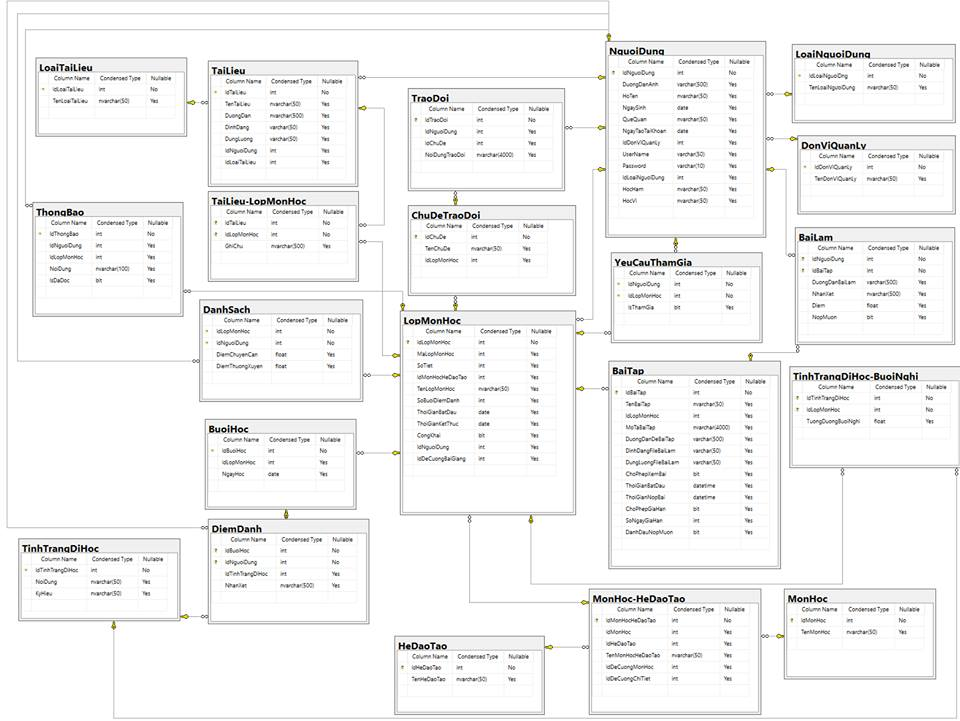 LoaiTaiLieu
Column Name Condensed Type Nullable
IdLoaiTaiLieu int No
TenLoaiTaiLieu nvarchar(50) Yes
TaiLieu
Column Name Condensed Type Nullable
IdTaiLieu int No
TenTaiLieu nvarchar(50) Yes
DuongDan nvarchar(500) Yes
DinhDang varchar(50) Yes
DungLuong varchar(50) Yes
IdNguoiDung int Yes
IdLoaiTaiLieu int Yes
TraoDoi
Column Name Condensed Type Nullable
IdTraoDoi int No
IdNguoiDung int Yes
IdChuDe int Yes
NoiDungTraoDoi nvarchar(4000) Yes
NguoiDung
Column Name Condensed Type Nullable
IdNguoiDung int No
DuongDanAnh varchar(500) Yes
HoTen nvarchar(50) Yes
NgaySinh date Yes
QueQuan nvarchar(50) Yes
NgayTaoTaiKhoan date Yes
IdDonViQuanLy int Yes
UserName varchar(50) Yes
Password varchar(10) Yes
IdLoaiNguoiDung int Yes
HocHam nvarchar(50) Yes
HocVi nvarchar(50) Yes
LoaiNguoiDung
Column Name Condensed Type Nullable
IdLoaiNguoiDng int No
TenLoaiNguoiDung nvarchar(50) Yes
DonViQuanLy
Column Name Condensed Type Nullable
IdDonViQuanLy int No
TenDonViQuanLy nvarchar(50) Yes
ThongBao
Column Name Condensed Type Nullable
IdThongBao int No
IdNguoiDung int Yes
IdLopMonHoc int Yes
NoiDung nvarchar(100) Yes
IdDaDoc bit Yes
TaiLieu-LopMonHoc
Column Name Condensed Type Nullable
IdTaiLieu int No
IdLopMonHoc int No
GhiChu nvarchar(500) Yes
ChuDeTraoDoi
Column Name Condensed Type Nullable
IdChuDe int No
TenChuDe nvarchar(50) Yes
IdLopMonHoc int Yes
YeuCauThamGia
Column Name Condensed Type Nullable
IdNguoiDung int No
IdLopMonHoc int No
IsThamGia bit Yes
BaiLam
Column Name Condensed Type Nullable
IdNguoiDung int No
IdBaiTap int No
DuongDanBaiLam varchar(500) Yes
NhanXet nvarchar(500) Yes
Diem float Yes
NopMuon bit Yes
DanhSach
Column Name Condensed Type Nullable
IdLopMonHoc int No
IdNguoiDung int No
DiemChuyenCan float Yes
DiemThuongXuyen float Yes
LopMonHoc
Column Name Condensed Type Nullable
IdLopMonHoc int No
MaLopMonHoc int Yes
SoTiet int Yes
IdMonHocHeDaoTao int Yes
TenLopMonHoc nvarchar(50) Yes
SoBuoiDiemDanh int Yes
ThoiGianBatDau date Yes
ThoiGianKetThuc date Yes
CongKhai bit Yes
IdNguoiDung int Yes
IdDeCuongBaiGiang int Yes
BaiTap
Column Name Condensed Type Nullable
IdBaiTap int No
TenBaiTap nvarchar(50) Yes
IdLopMonHoc int Yes
MoTaBaiTap nvarchar(4000) Yes
DuongDanDeBaiTap varchar(500) Yes
DinhDangFileBaiLam varchar(50) Yes
DungLuongFileBaiLam varchar(50) Yes
ChoPhepXemBai bit Yes
ThoiGianBatDau datetime Yes
ThoiGianNopBai datetime Yes
ChoPhepGiaHan bit Yes
SoNgayGiaHan int Yes
DanhDauNopMuon bit Yes
TinhTrangDiHoc-BuoiNghi
Column Name Condensed Type Nullable
IdTinhTrangDiHoc int No
IdLopMonHoc int No
TuongDuongBuoiNghi float Yes
BuoiHoc
Column Name Condensed Type Nullable
IdBuoiHoc int No
IdLopMonHoc int Yes
NgayHoc date Yes
TinhTrangDiHoc
Column Name Condensed Type Nullable
IdTinhTrangDiHoc int No
NoiDung nvarchar(50) Yes
KyHieu nvarchar(50) Yes
DiemDanh
Column Name Condensed Type Nullable
IdBuoiHoc int No
IdNguoiDung int No
IdTinhTrangDiHoc int Yes
NhanXet nvarchar(500) Yes
HeDaoTao
Column Name Condensed Type Nullable
IdHeDaoTao int No
TenHeDaoTao nvarchar(50) Yes
MonHoc-HeDaoTao
Column Name Condensed Type Nullable
IdMonHocHeDaoTao int No
IdMonHoc int Yes
IdHeDaoTao int Yes
TenMonHocHeDaoTao nvarchar(50) Yes
IdDeCuongMonHoc int Yes
IdDeCuongChiTiet int Yes
MonHoc
Column Name Condensed Type Nullable
IdMonHoc int No
TenMonHoc nvarchar(50) Yes